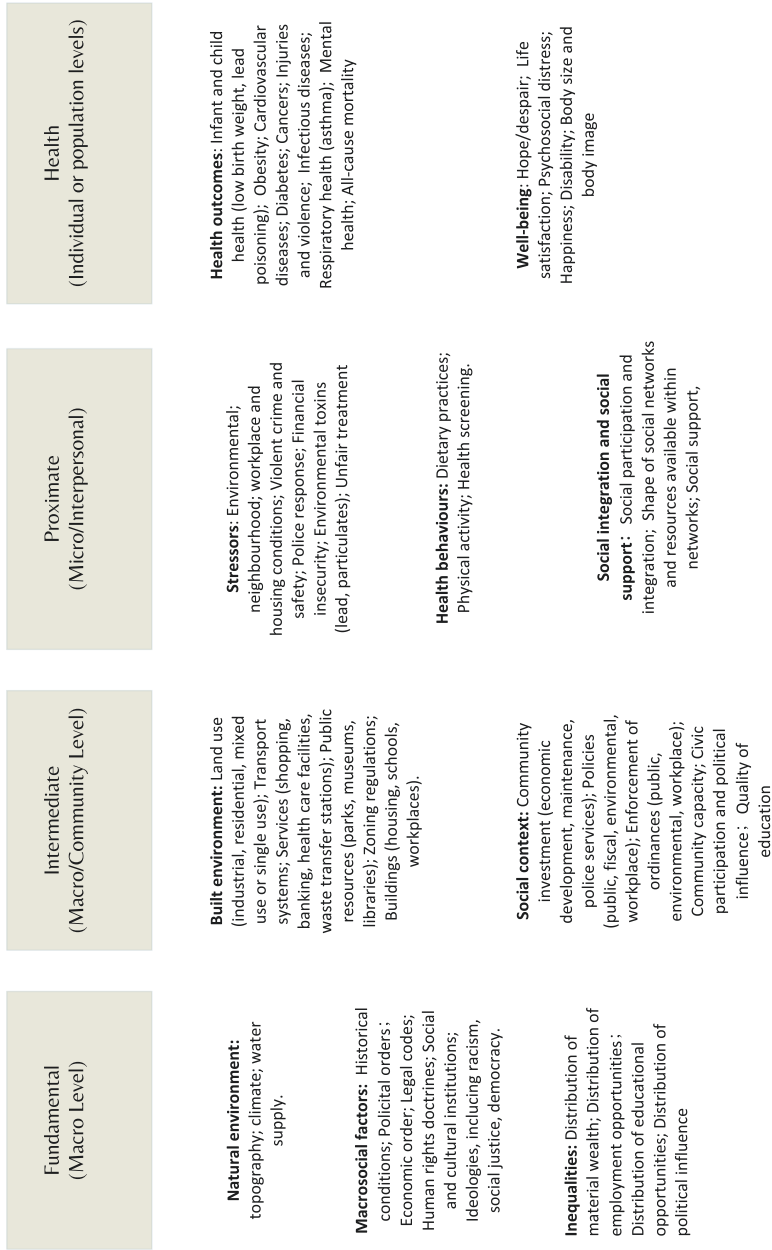 Fundamental
(Macro Level)
Natural environment:
topography; climate; water
supply.
Macrosocial factors: Historical
conditions; Policital orders;
Economic order; Legal codes;
Human rights doctrines; Social
and cultural institutions;
Ideologies, incluing racism,
social justice, democracy.
Inequalities: Distribution of
material wealth; Distribution of
employment opportunities;
Distribution of educational
opportunities; Distribution of
political influence
Intermediate
(Macro/Community Level)
Built environment: Land use
(industrial, residential, mixed
use or single use); Transport
systems; Services (shopping,
banking, health care facilities,
waste transfer stations); Public
resources (parks, museums,
libraries); Zoning regulations;
Buildings (housing, schools,
workplaces).
Social context: Community
investment (economic
development, maintenance,
police services); Policies
(public, fiscal, environmental,
workplace); Enforcement of
ordinances (public,
environmental, workplace);
Community capacity; Civic
participation and political
influence; Quality of
education
Proximate
(Micro/Interpersonal)
Stressors: Environmental;
neighbourhood; workplace and
housing conditions; Violent crime and
safety; Police response; Financial
insecurity; Environmental toxins
(lead, particulates); Unfair treatment
Health behaviours: Dietary practices;
Physical activity; Health screening.
Social integration and social
support: Social participation and
integration; Shape of social networks
and resources available within
networks; Social support,
Health
(Individual or population levels)
Health outcomes: Infant and child
health (low birth weight, lead
poisoning); Obesity; Cardiovascular
diseases; Diabetes; Cancers; Injuries
and violence; Infectious diseases;
Respiratory health (asthma); Mental
health; All-cause mortality
Well-being: Hope/despair; Life
satisfaction; Psychosocial distress;
Happiness; Disability; Body size and
body image